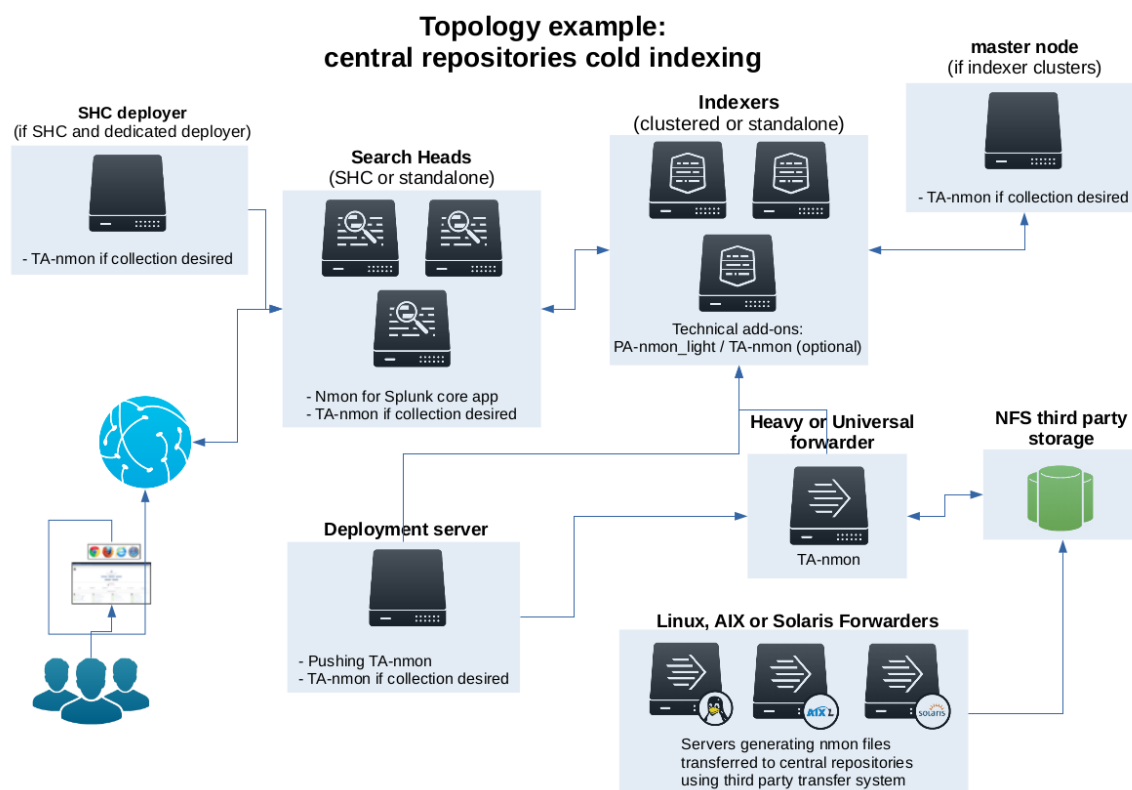 Topology example:
central repositories cold indexing
master node
(if indexer clusters)
- TA-nmon if collection desired
SHC deployer
(if SHC and dedicated deployer)
- TA-nmon if collection desired
Search Heads
(SHC or standalone)
- Nmon for Splunk core app
- TA-nmon if collection desired
Indexers
(clustered or standalone)
Technical add-ons:
PA-nmon_light / TA-nmon (optional)
Heavy or Universal
forwarder
TA-nmon
NFS third party
storage
Deployment server
- Pushing TA-nmon
- TA-nmon if collection desired
Linux, AIX or Solaris Forwarders
AIX L
solaris
Servers generating nmon files
transferred to central repositories
using third party transfer system